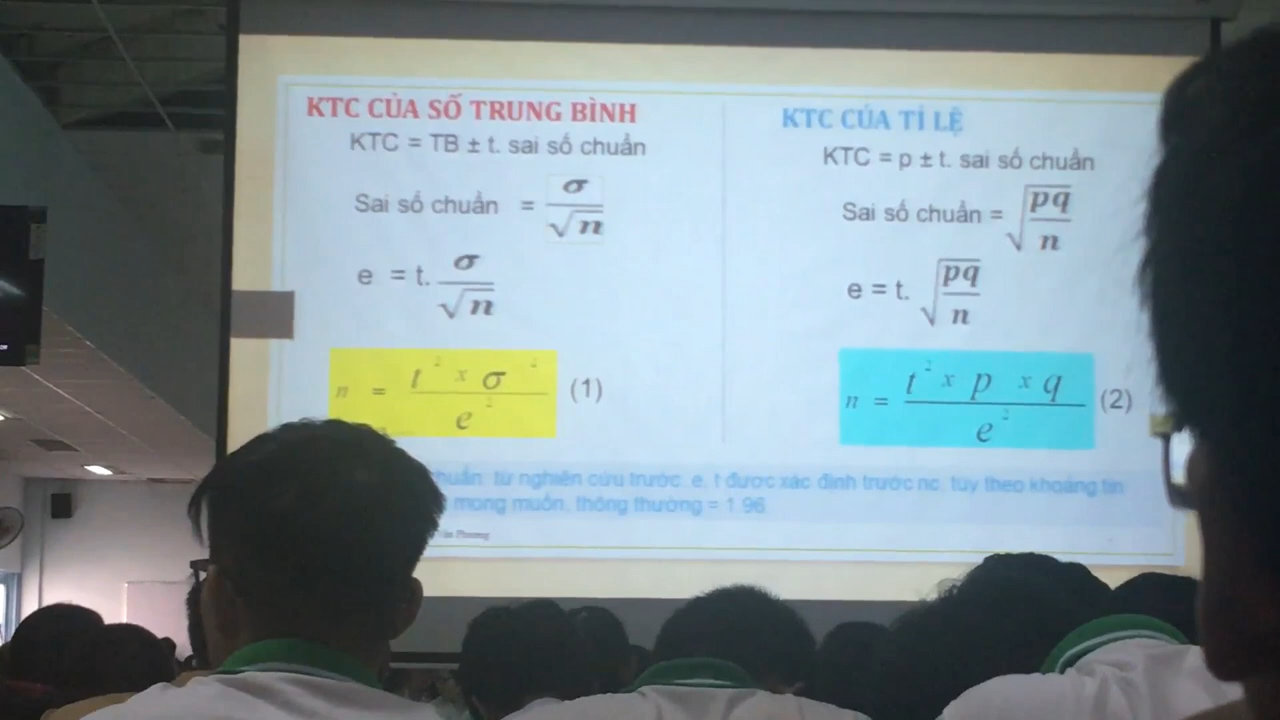 KTC CỦA SỐ TRUNG BÌNH
KTC = TB ± t. sai số chuẩn
Sai số chuẩn = σ / √n
e = t. σ / √n
n = t² x σ² / e² (1)
KTC CỦA TỈ LỆ
KTC = p ± t. sai số chuẩn
Sai số chuẩn = √(pq / n)
e = t. √(pq / n)
n = t² x p x q / e² (2)
từ nghiên cứu trước. e, t được xác định trước nc, tùy theo khoảng tin
mong muốn, thông thường = 1.96